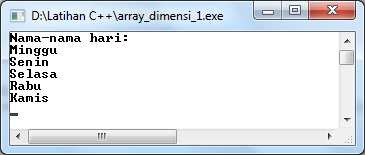 D:\Latihan C++\array_dimensi_1.exe
Nama-nama hari:
Minggu
Senin
Selasa
Rabu
Kamis